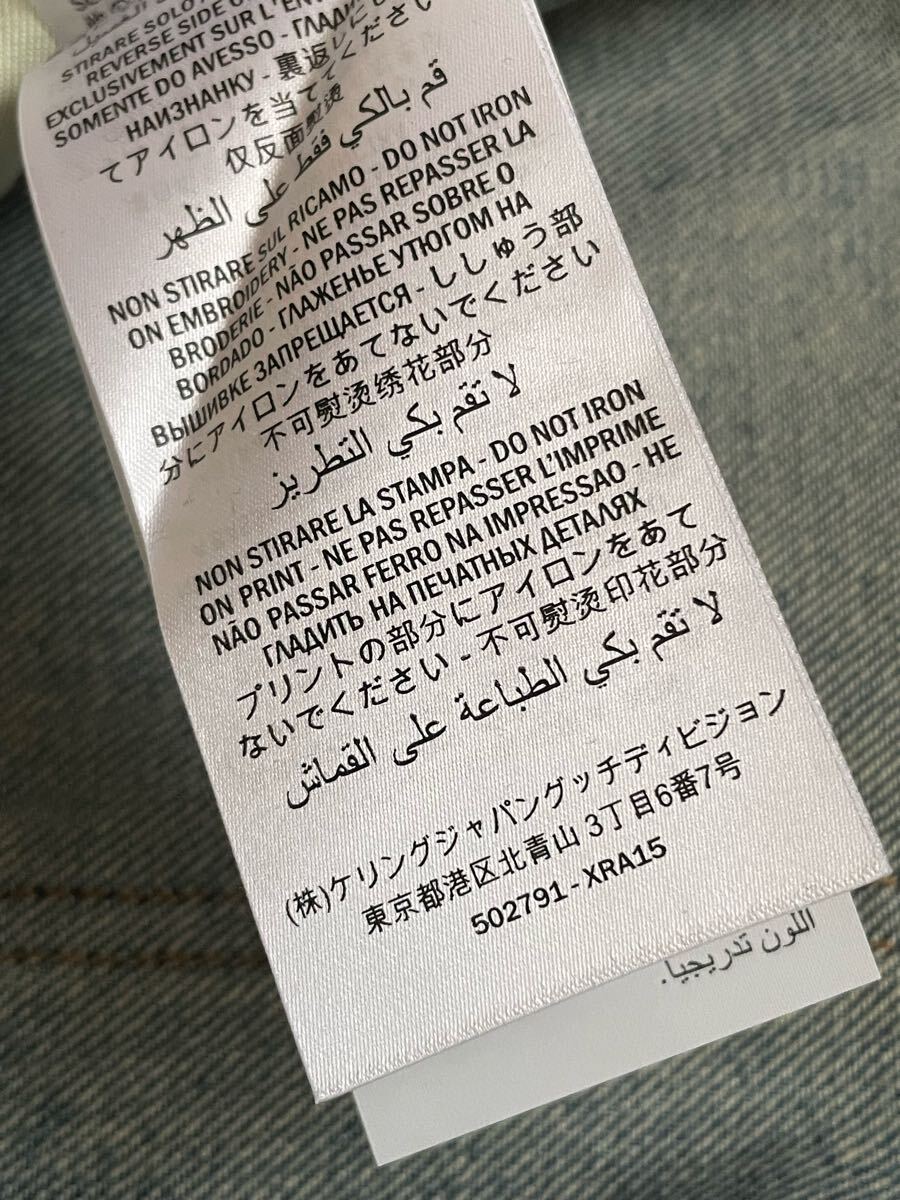 STIRARE SOLO
REVERSE SIDE
EXCLUSIVEMENT SUR L'EN
SOMENTE DO AVESSO - ГЛАДИ
НАИЗНАНКУ - 裏返しにし
てアイロンを当ててください
仅反面熨烫
قم بالكي فقط على الظهر
NON STIRARE SUL RICAMO - DO NOT IRON
ON EMBROIDERY - NE PAS REPASSER LA
BRODERIE - NÃO PASSAR SOBRE O
BORDADO - ГЛАЖЕНЬЕ УТЮГОМ НА
ВЫШИВКЕ ЗАПРЕЩАЕТСЯ - ししゅう部
分にアイロンをあてないでください
不可熨烫绣花部分
لا تقم بكي التطريز
NON STIRARE LA STAMPA - DO NOT IRON
ON PRINT - NE PAS REPASSER L'IMPRIME
NÃO PASSAR FERRO NA IMPRESSAO - НЕ
ГЛАДИТЬ НА ПЕЧАТНЫХ ДЕТАЛЯХ
プリントの部分にアイロンをあて
ないでください - 不可熨烫印花部分
لا تقم بكي الطباعة على القماش
(株)ケリングジャパングッチディビジョン
東京都港区北青山 3丁目6番7号
502791 - XRA15
اللون تدريجيا.